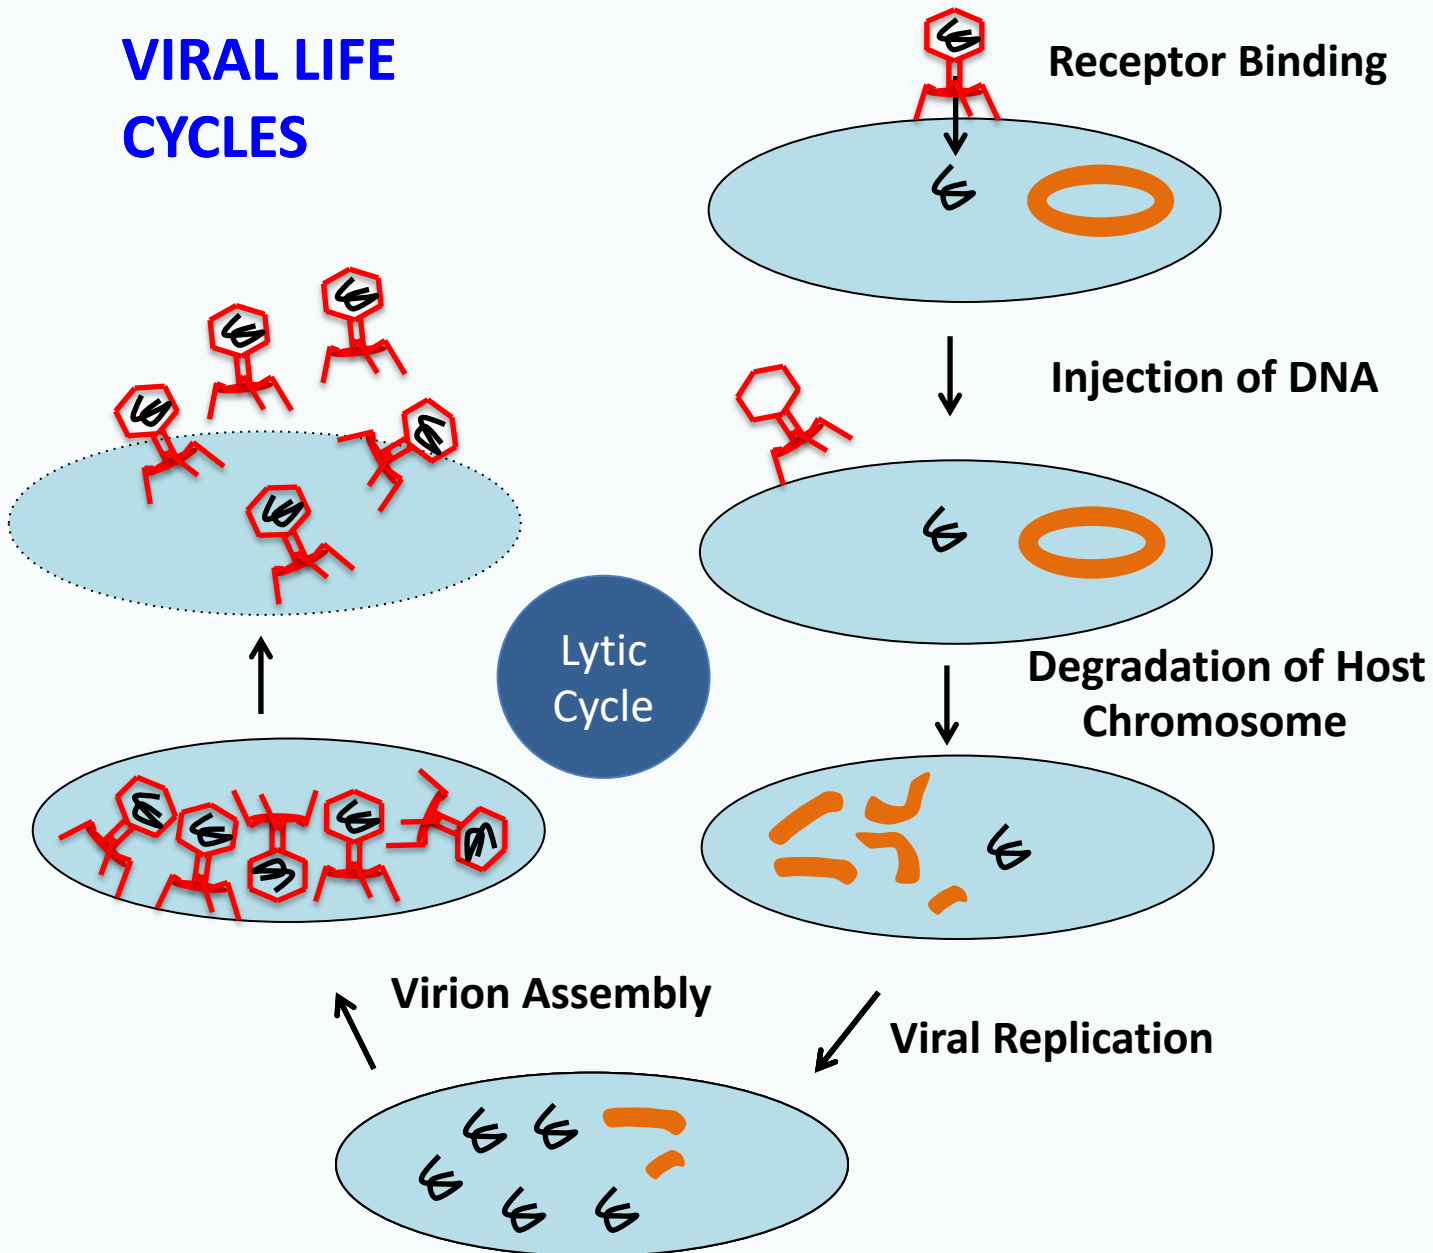 VIRAL LIFE
CYCLES
Receptor Binding
Injection of DNA
Lytic
Cycle
Degradation of Host
Chromosome
Virion Assembly
Viral Replication